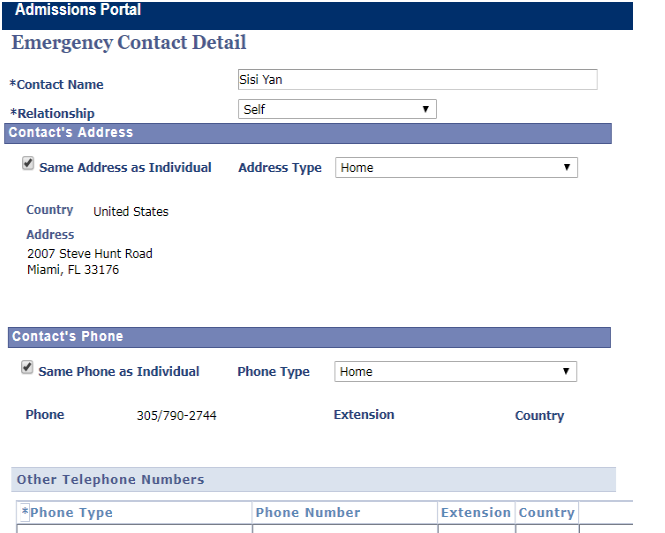 Admissions Portal
Emergency Contact Detail
*Contact Name Sisi Yan
*Relationship Self
Contact's Address
Same Address as Individual Address Type Home
Country United States
Address
2007 Steve Hunt Road
Miami, FL 33176
Contact's Phone
Same Phone as Individual Phone Type Home
Phone 305/790-2744 Extension Country
Other Telephone Numbers
*Phone Type Phone Number Extension Country